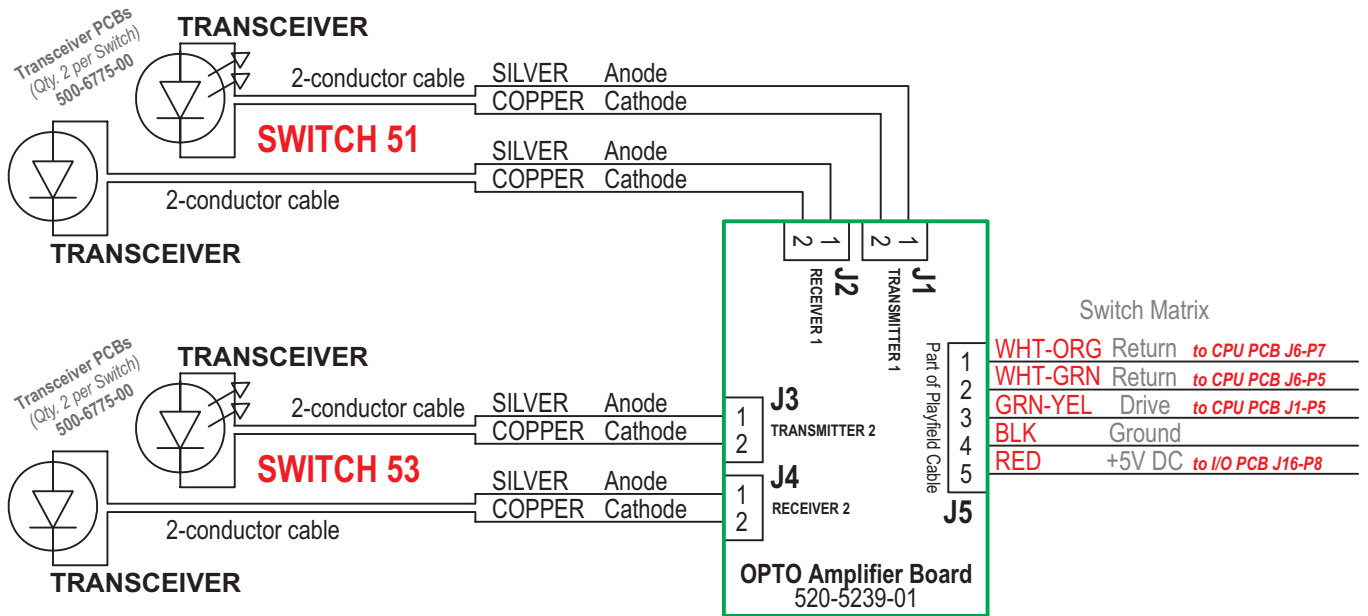 Transceiver PCBs
(Qty. 2 per Switch)
500-6775-00
TRANSCEIVER
2-conductor cable
SILVER Anode
COPPER Cathode
SWITCH 51
SILVER Anode
COPPER Cathode
2-conductor cable
TRANSCEIVER
2 1
J2
RECEIVER 1
2 1
J1
TRANSMITTER 1
Transceiver PCBs
(Qty. 2 per Switch)
500-6775-00
TRANSCEIVER
2-conductor cable
SILVER Anode
COPPER Cathode
SWITCH 53
SILVER Anode
COPPER Cathode
2-conductor cable
TRANSCEIVER
1
2
J3
TRANSMITTER 2
1
2
J4
RECEIVER 2
Part of Playfield Cable
J5
Switch Matrix
1 WHT-ORG Return to CPU PCB J6-P7
2 WHT-GRN Return to CPU PCB J6-P5
3 GRN-YEL Drive to CPU PCB J1-P5
4 BLK Ground
5 RED +5V DC to I/O PCB J16-P8
OPTO Amplifier Board
520-5239-01